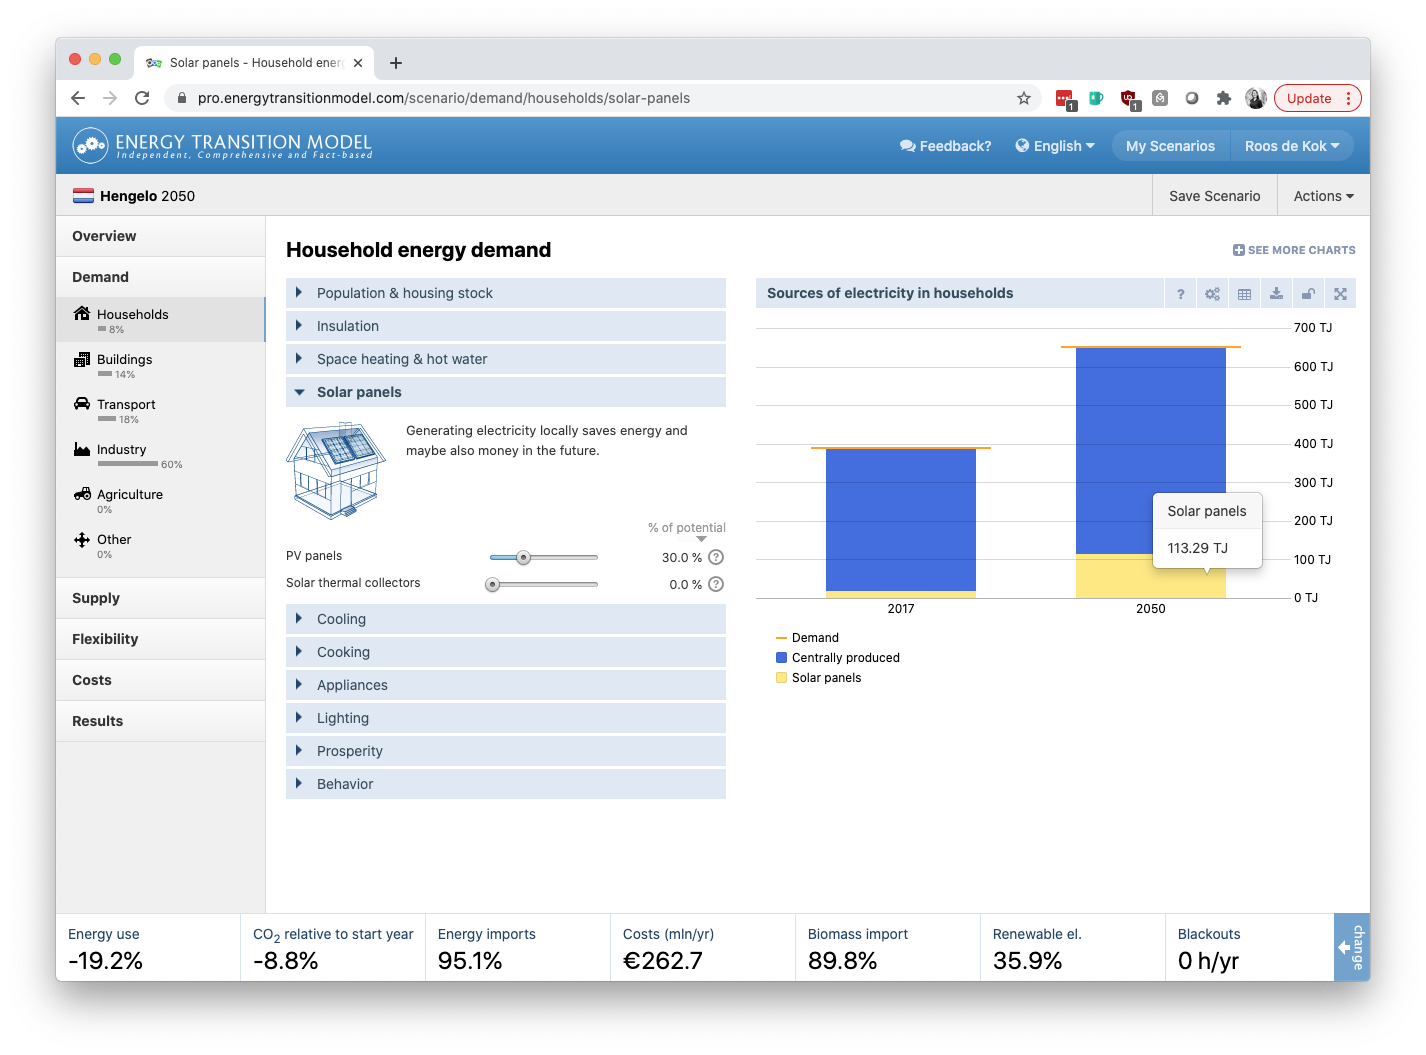 Solar panels - Household ener
pro.energytransitionmodel.com/scenario/demand/households/solar-panels
1
1
Update
ENERGY TRANSITION MODEL
Independent, Comprehensive and Fact-based
Feedback?
English
My Scenarios
Roos de Kok
Hengelo 2050
Save Scenario
Actions
Overview
Demand
Households
8%
Buildings
14%
Transport
18%
Industry
60%
Agriculture
0%
Other
0%
Supply
Flexibility
Costs
Results
Household energy demand
SEE MORE CHARTS
Population & housing stock
Insulation
Space heating & hot water
Solar panels
Generating electricity locally saves energy and
maybe also money in the future.
% of potential
PV panels 30.0 % ?
Solar thermal collectors 0.0 % ?
Cooling
Cooking
Appliances
Lighting
Prosperity
Behavior
Sources of electricity in households
?
700 TJ
600 TJ
500 TJ
400 TJ
300 TJ
200 TJ
100 TJ
0 TJ
Solar panels
113.29 TJ
2017
2050
Demand
Centrally produced
Solar panels
Energy use
-19.2%
CO2 relative to start year
-8.8%
Energy imports
95.1%
Costs (mln/yr)
€262.7
Biomass import
89.8%
Renewable el.
35.9%
Blackouts
0 h/yr
change